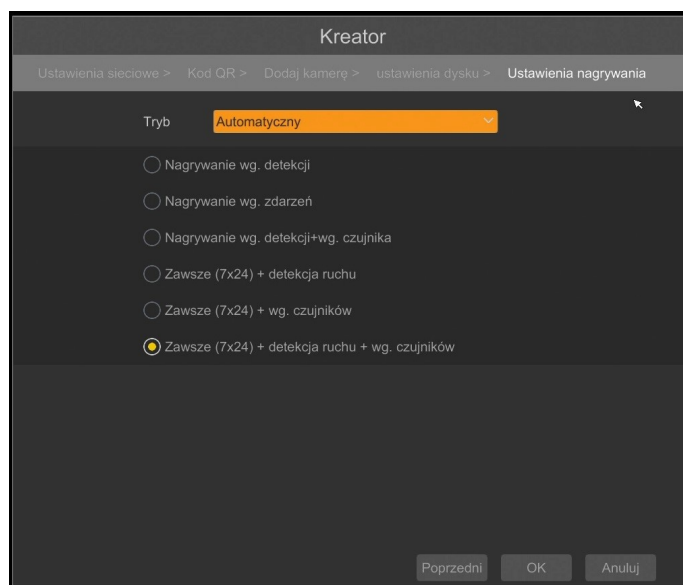 Kreator
Ustawienia sieciowe > Kod QR > Dodaj kamerę > ustawienia dysku > Ustawienia nagrywania
Tryb Automatyczny
Nagrywanie wg. detekcji
Nagrywanie wg. zdarzeń
Nagrywanie wg. detekcji+wg. czujnika
Zawsze (7x24) + detekcja ruchu
Zawsze (7x24) + wg. czujników
Zawsze (7x24) + detekcja ruchu + wg. czujników
Poprzedni OK Anuluj